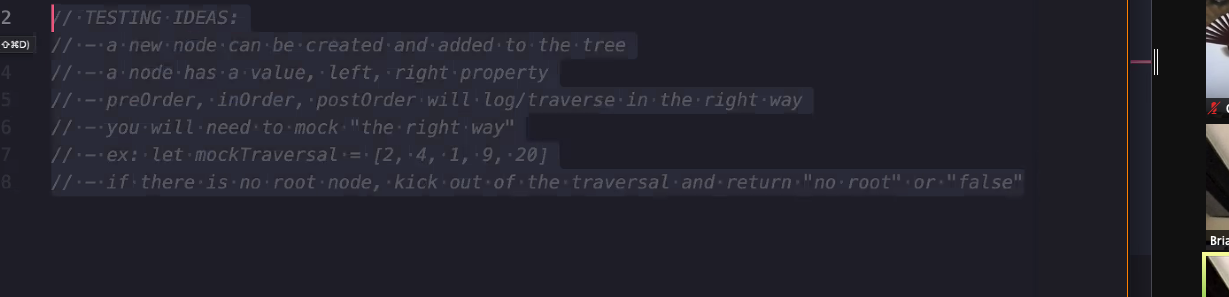 2 // TESTING IDEAS:
⇧⌘D) // - a new node can be created and added to the tree
4 // - a node has a value, left, right property
5 // - preOrder, inOrder, postOrder will log/traverse in the right way
6 // - you will need to mock "the right way"
7 // - ex: let mockTraversal = [2, 4, 1, 9, 20]
8 // - if there is no root node, kick out of the traversal and return "no root" or "false"
Bria